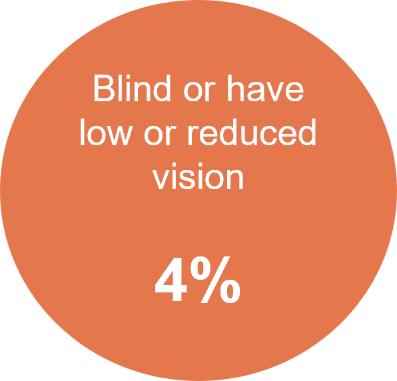 Blind or have
low or reduced
vision
4%